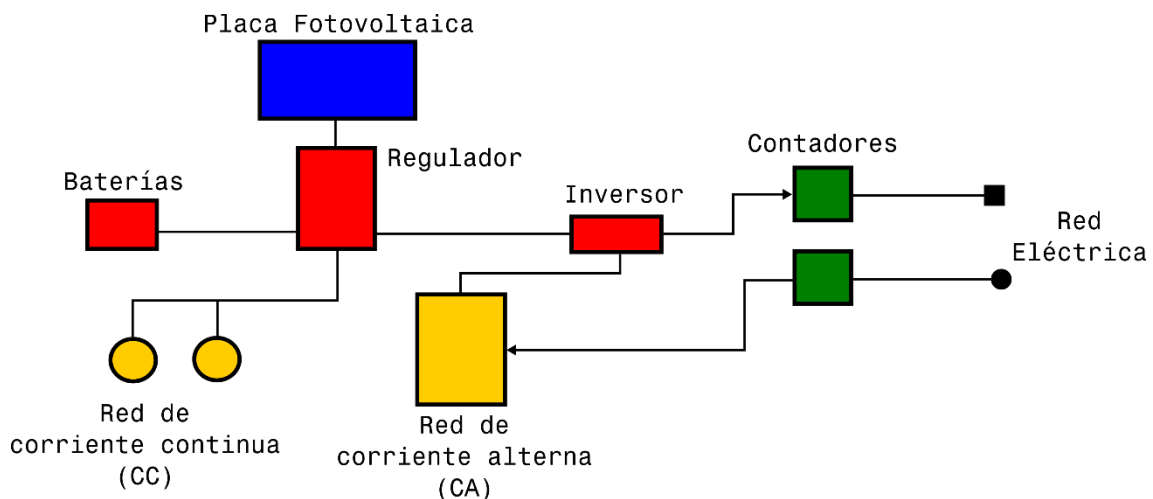 Placa Fotovoltaica
Regulador
Baterías
Inversor
Contadores
Red
Eléctrica
Red de
corriente continua
(CC)
Red de
corriente alterna
(CA)